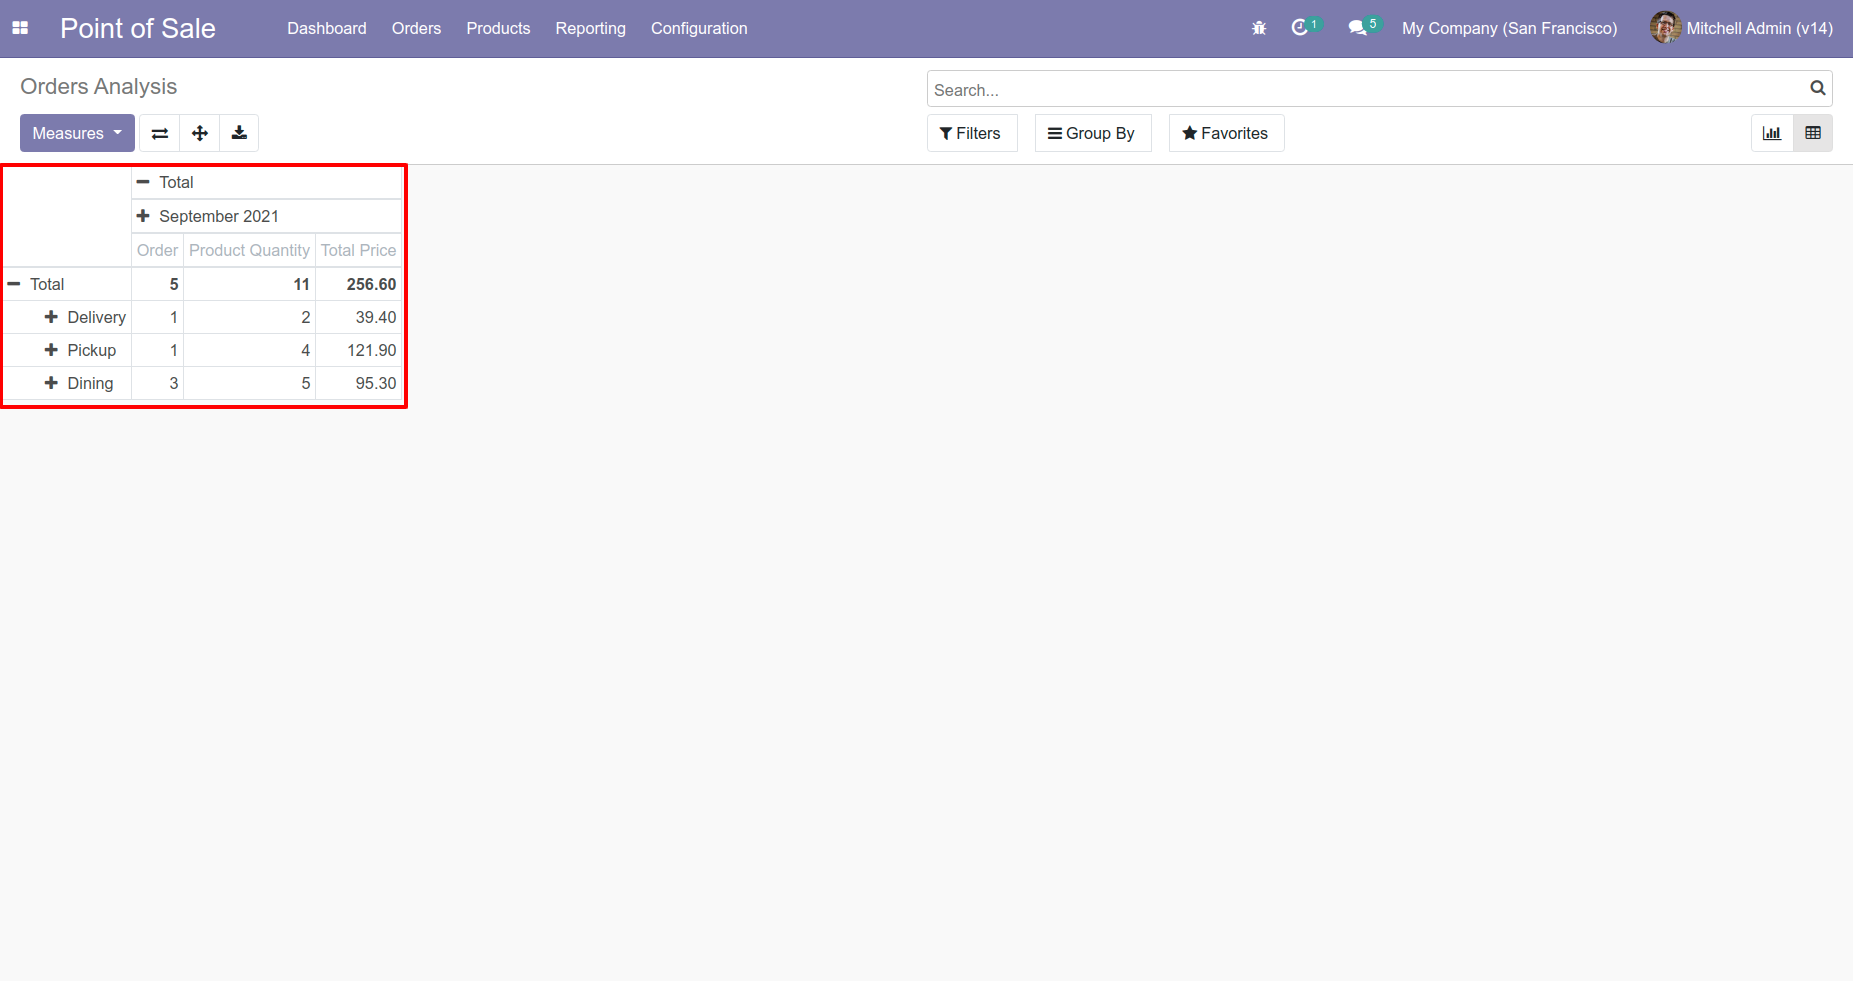 Point of Sale Dashboard Orders Products Reporting Configuration 1 5 My Company (San Francisco) Mitchell Admin (v14)
Orders Analysis
Search...
Measures
Filters Group By Favorites
Total
September 2021
Order Product Quantity Total Price
Total 5 11 256.60
Delivery 1 2 39.40
Pickup 1 4 121.90
Dining 3 5 95.30